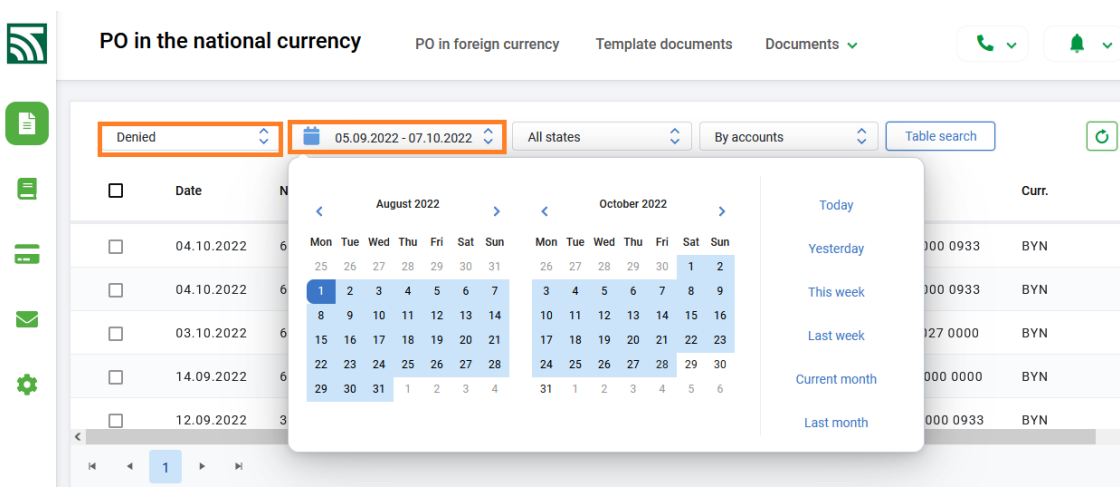 PO in the national currency PO in foreign currency Template documents Documents
Denied 05.09.2022 - 07.10.2022 All states By accounts Table search
Date N Curr.
August 2022 October 2022 Today
Mon Tue Wed Thu Fri Sat Sun Mon Tue Wed Thu Fri Sat Sun
04.10.2022 6 Yesterday 000 0933 BYN
25 26 27 28 29 30 31 26 27 28 29 30 1 2
04.10.2022 6 1 2 3 4 5 6 7 3 4 5 6 7 8 9 This week 000 0933 BYN
8 9 10 11 12 13 14 10 11 12 13 14 15 16
03.10.2022 6 15 16 17 18 19 20 21 17 18 19 20 21 22 23 Last week 027 0000 BYN
22 23 24 25 26 27 28 24 25 26 27 28 29 30
14.09.2022 6 Current month 000 0000 BYN
29 30 31 1 2 3 4 31 1 2 3 4 5 6
12.09.2022 3 Last month 000 0933 BYN
1